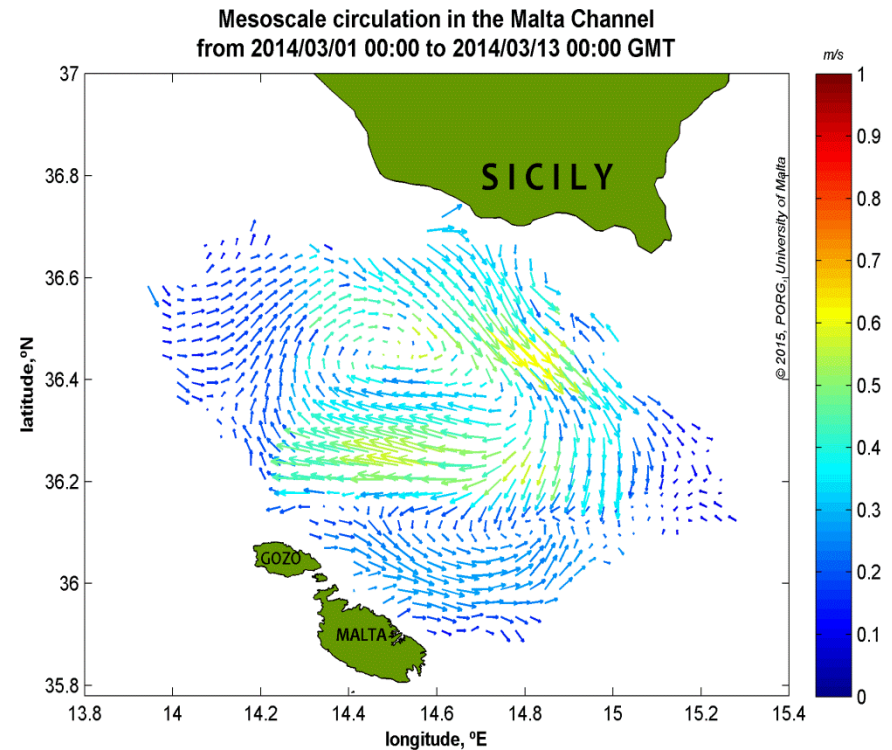 Mesoscale circulation in the Malta Channel
from 2014/03/01 00:00 to 2014/03/13 00:00 GMT
m/s
37
36.8
36.6
36.4
36.2
36
35.8
latitude, ºN
SICILY
GOZO
MALTA
© 2015, PORG, University of Malta
1
0.9
0.8
0.7
0.6
0.5
0.4
0.3
0.2
0.1
0
13.8 14 14.2 14.4 14.6 14.8 15 15.2 15.4
longitude, ºE